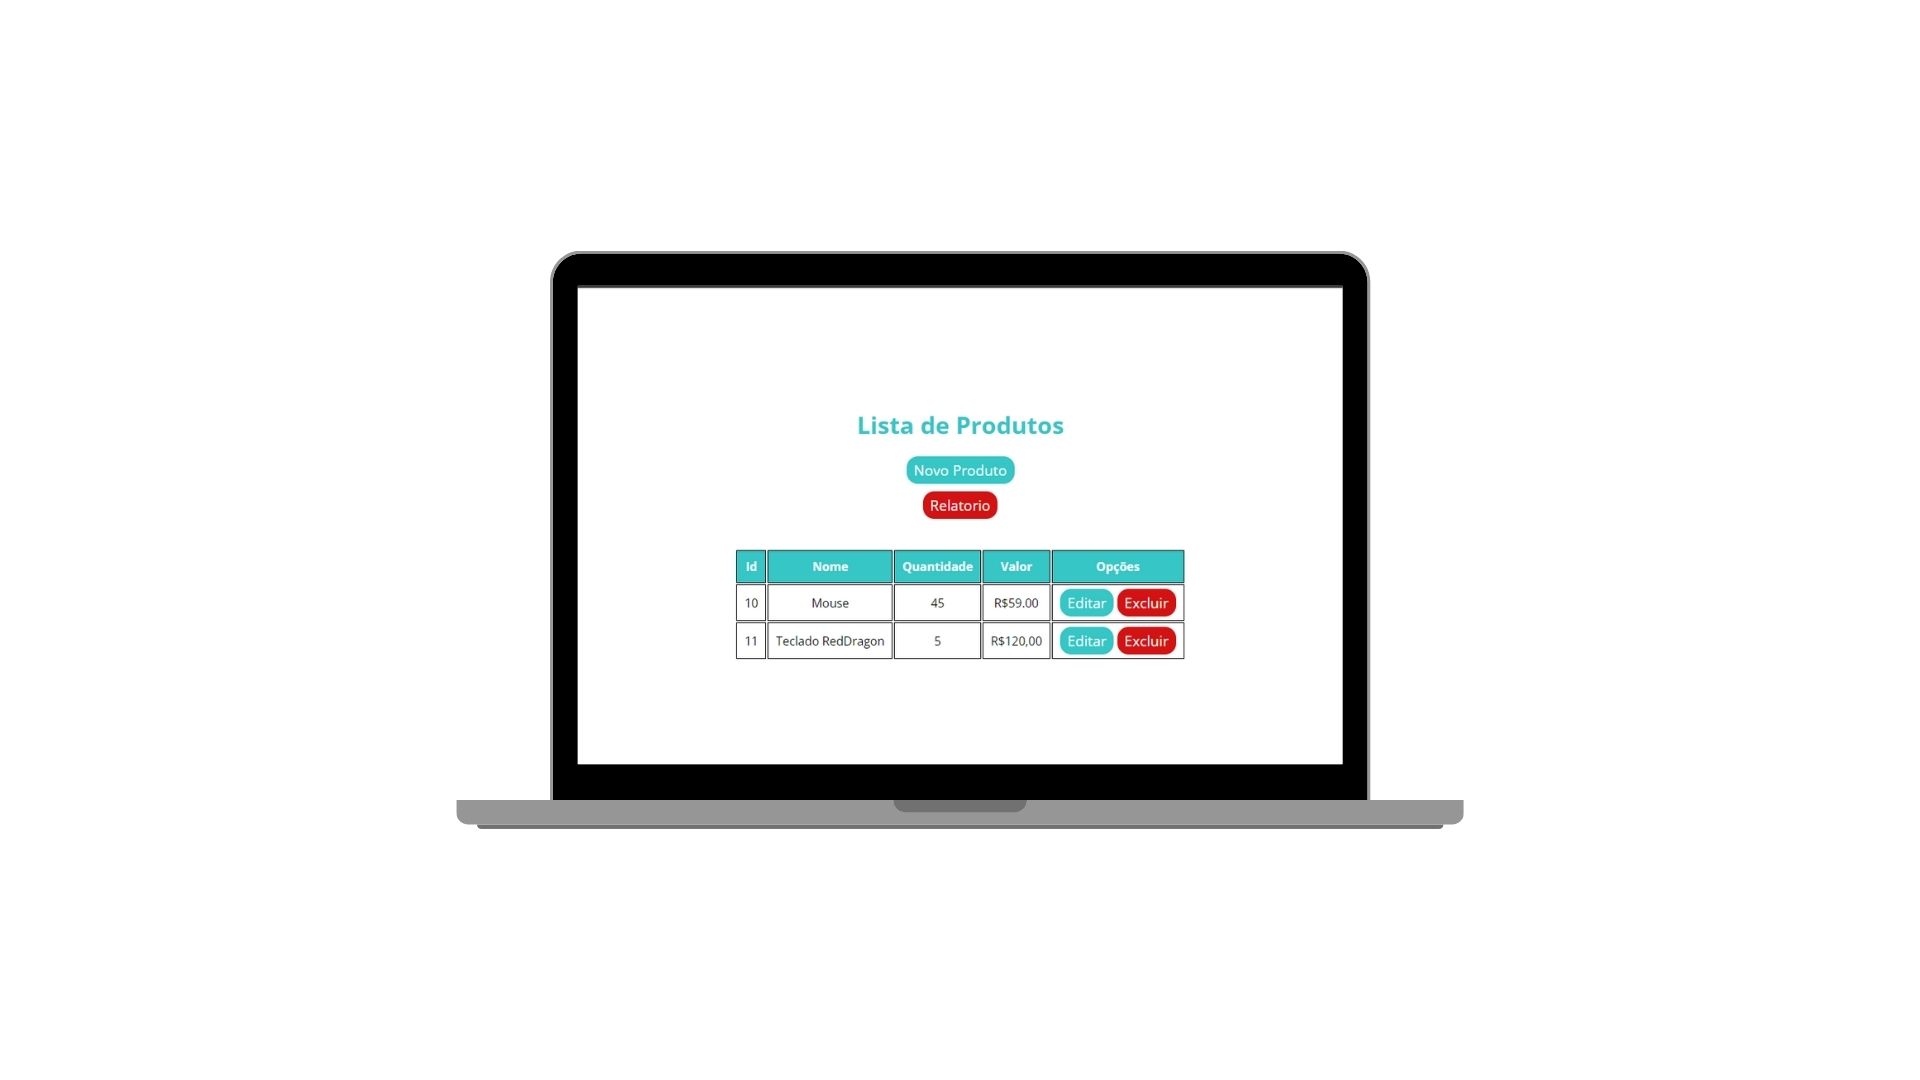 Lista de Produtos
Novo Produto
Relatorio
Id Nome Quantidade Valor Opções
10 Mouse 45 R$59.00 Editar Excluir
11 Teclado RedDragon 5 R$120,00 Editar Excluir